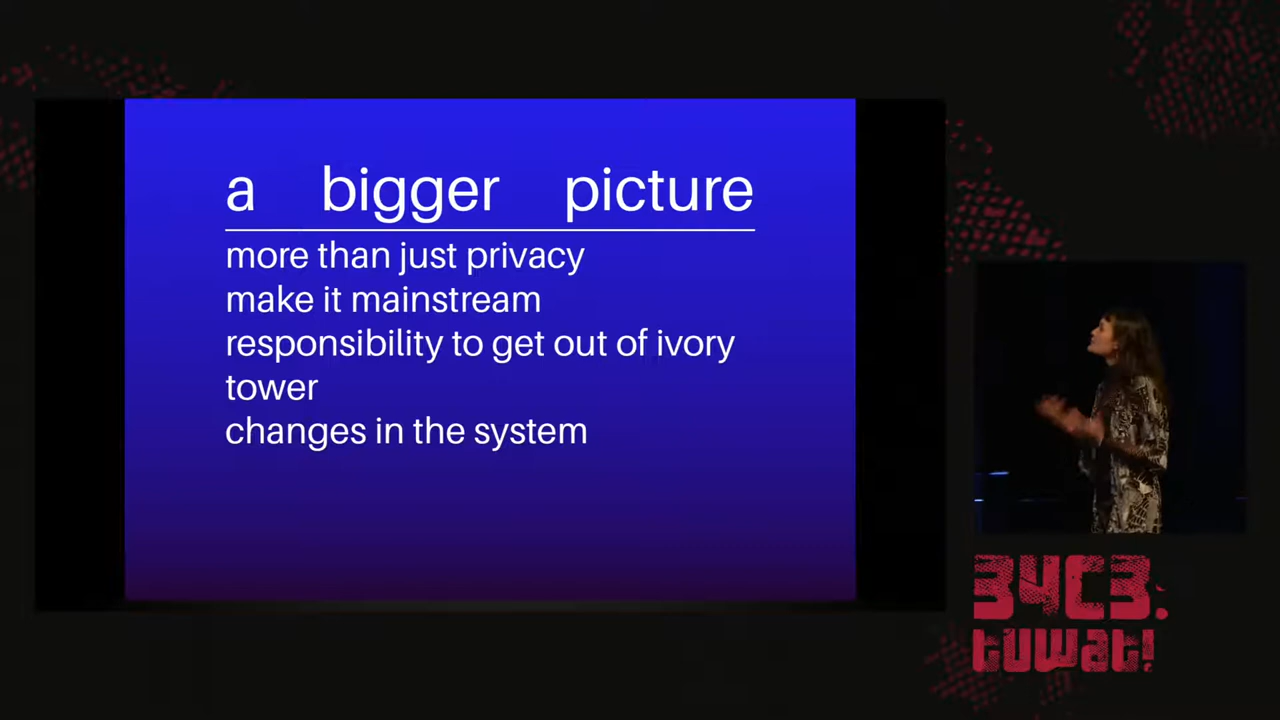 a bigger picture
more than just privacy
make it mainstream
responsibility to get out of ivory
tower
changes in the system
34C3.
tuwat!